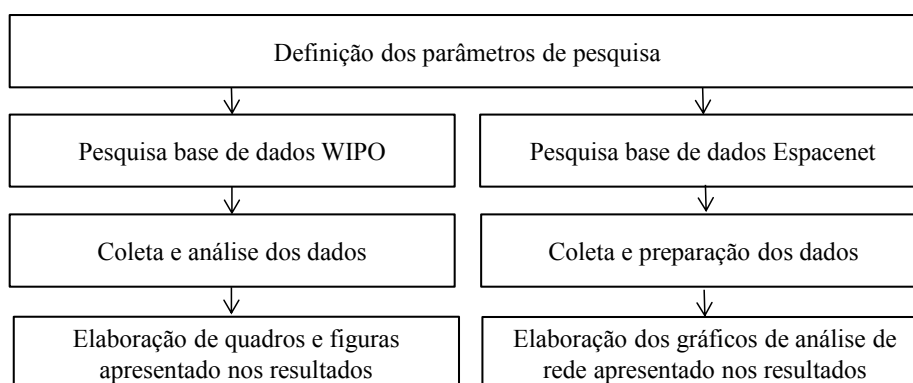 Definição dos parâmetros de pesquisa
Pesquisa base de dados WIPO
Pesquisa base de dados Espacenet
Coleta e análise dos dados
Coleta e preparação dos dados
Elaboração de quadros e figuras
apresentado nos resultados
Elaboração dos gráficos de análise de
rede apresentado nos resultados